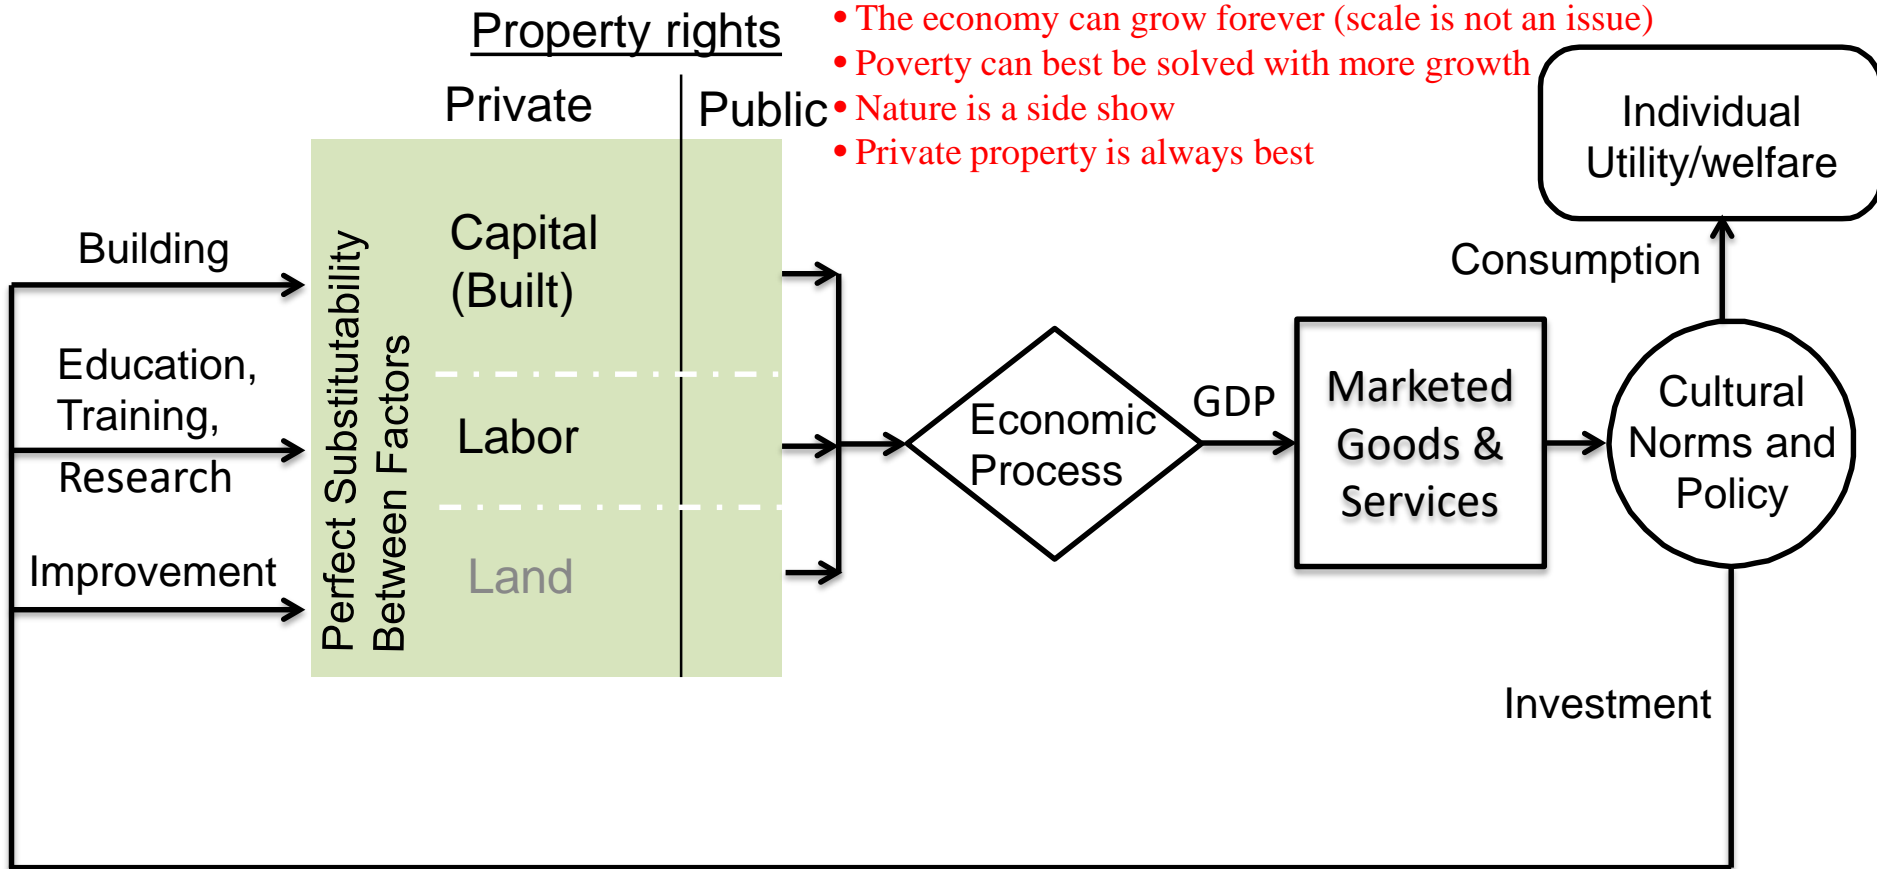 Property rights
Private
Public
• The economy can grow forever (scale is not an issue)
• Poverty can best be solved with more growth
• Nature is a side show
• Private property is always best
Individual
Utility/welfare
Building
Education,
Training,
Research
Improvement
Perfect Substitutability
Between Factors
Capital
(Built)
Labor
Land
Economic
Process
GDP
Marketed
Goods &
Services
Consumption
Cultural
Norms and
Policy
Investment